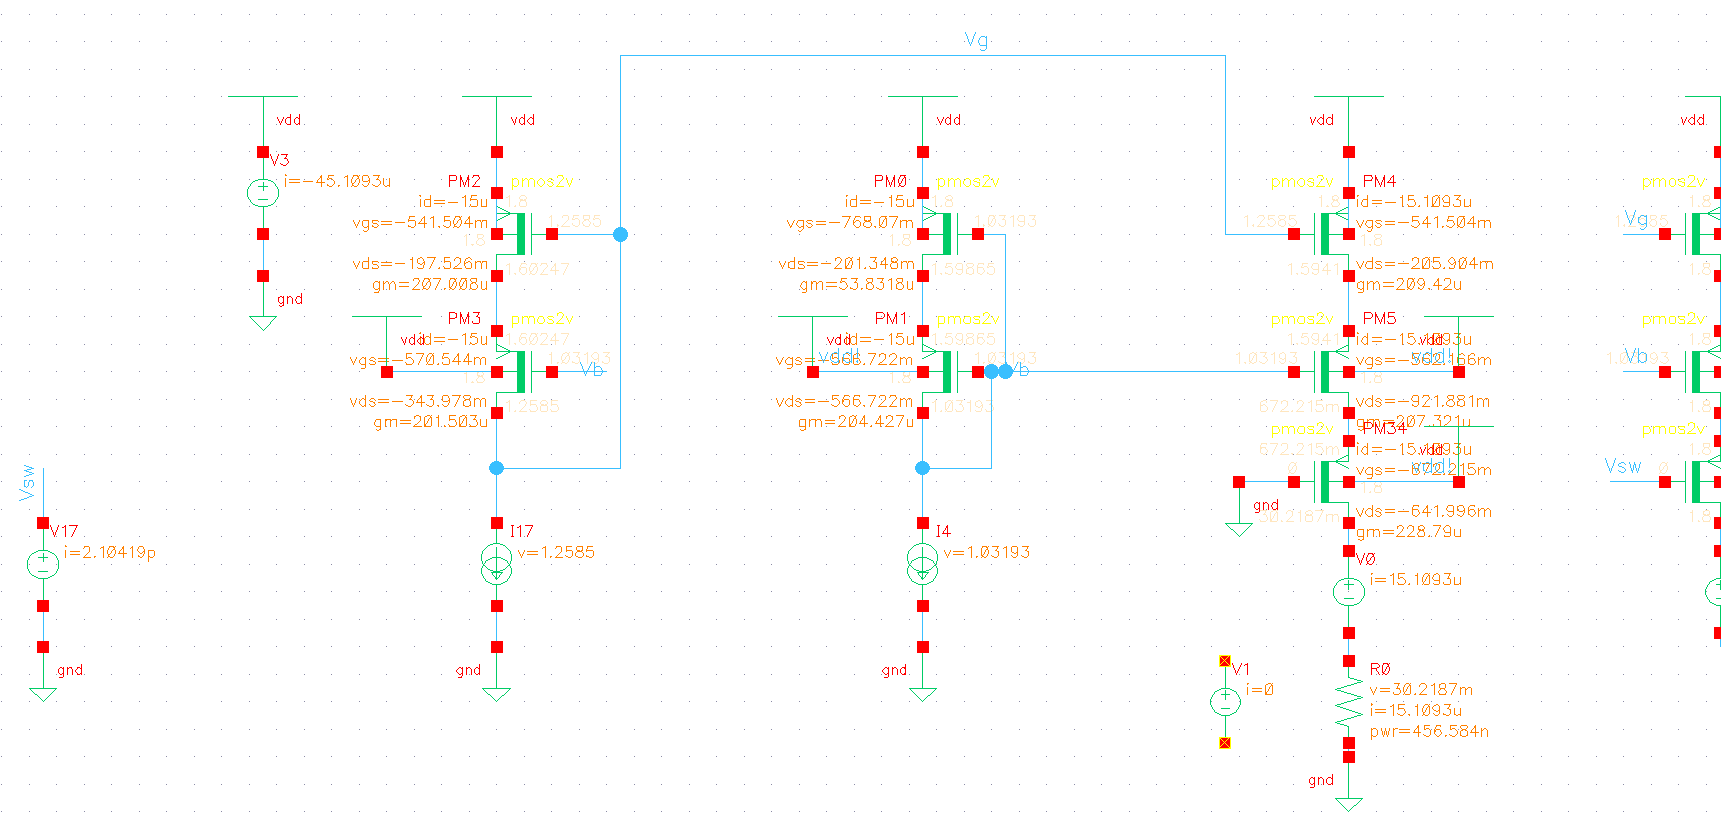 Vg
vdd
V3
i=-45.1093u
gnd
vdd
PM2
pmos2v
id=-15u
1.8
vgs=-541.504m
1.2585
1.8
vds=-197.526m
1.60247
gm=207.008u
vdd
PM3
pmos2v
id=-15u
1.60247
vgs=-570.544m
1.03193
Vb
1.8
vds=-343.978m
1.2585
gm=201.503u
I17
v=1.2585
gnd
Vsw
V17
i=2.10419p
gnd
vdd
PM0
pmos2v
id=-15u
1.8
vgs=-768.07m
1.03193
1.8
vds=-201.348m
1.59865
gm=53.8318u
vdd
PM1
pmos2v
id=-15u
1.59865
vgs=-566.722m
1.03193
Vb
1.8
vds=-566.722m
1.03193
gm=204.427u
I4
v=1.03193
gnd
vdd
pmos2v
PM4
1.8
id=-15.1093u
1.2585
vgs=-541.504m
1.8
vds=-205.904m
1.5941
gm=209.42u
pmos2v
PM5
1.5941
id=-15.1093u
vdd
1.03193
vgs=-562.166m
1.8
vds=-921.881m
672.215m
gm=207.321u
pmos2v
PM34
672.215m
id=-15.1093u
vdd
0
vgs=-672.215m
1.8
gnd
vds=-641.996m
30.2187m
gm=228.79u
V0
i=15.1093u
V1
i=0
R0
v=30.2187m
i=15.1093u
pwr=456.584n
gnd
vdd
pmos2v
1.8
Vg
1.8
pmos2v
Vb
pmos2v
1.8
Vsw
0
1.8